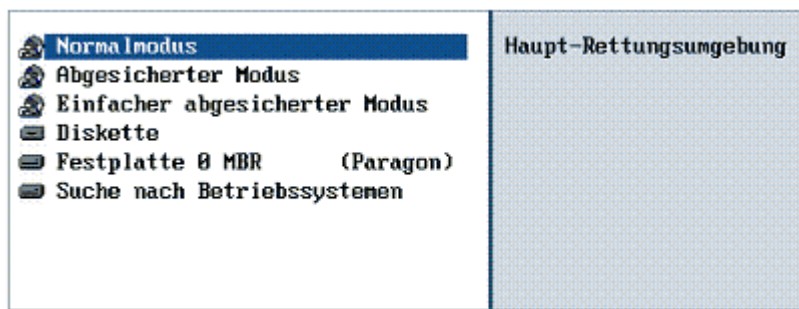 Normalmodus
Abgesicherter Modus
Einfacher abgesicherter Modus
Diskette
Festplatte 0 MBR (Paragon)
Suche nach Betriebssystemen
Haupt-Rettungsumgebung